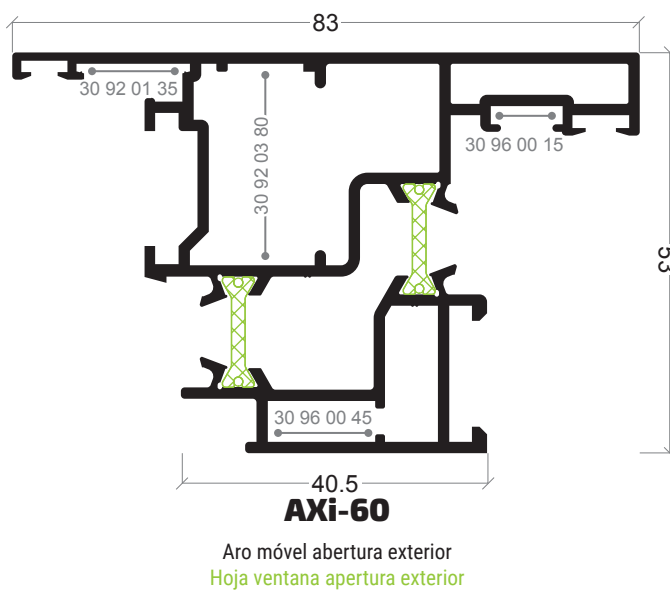 83
30 92 01 35
30 92 03 80
30 96 00 15
53
30 96 00 45
40.5
AXi-60
Aro móvel abertura exterior
Hoja ventana apertura exterior